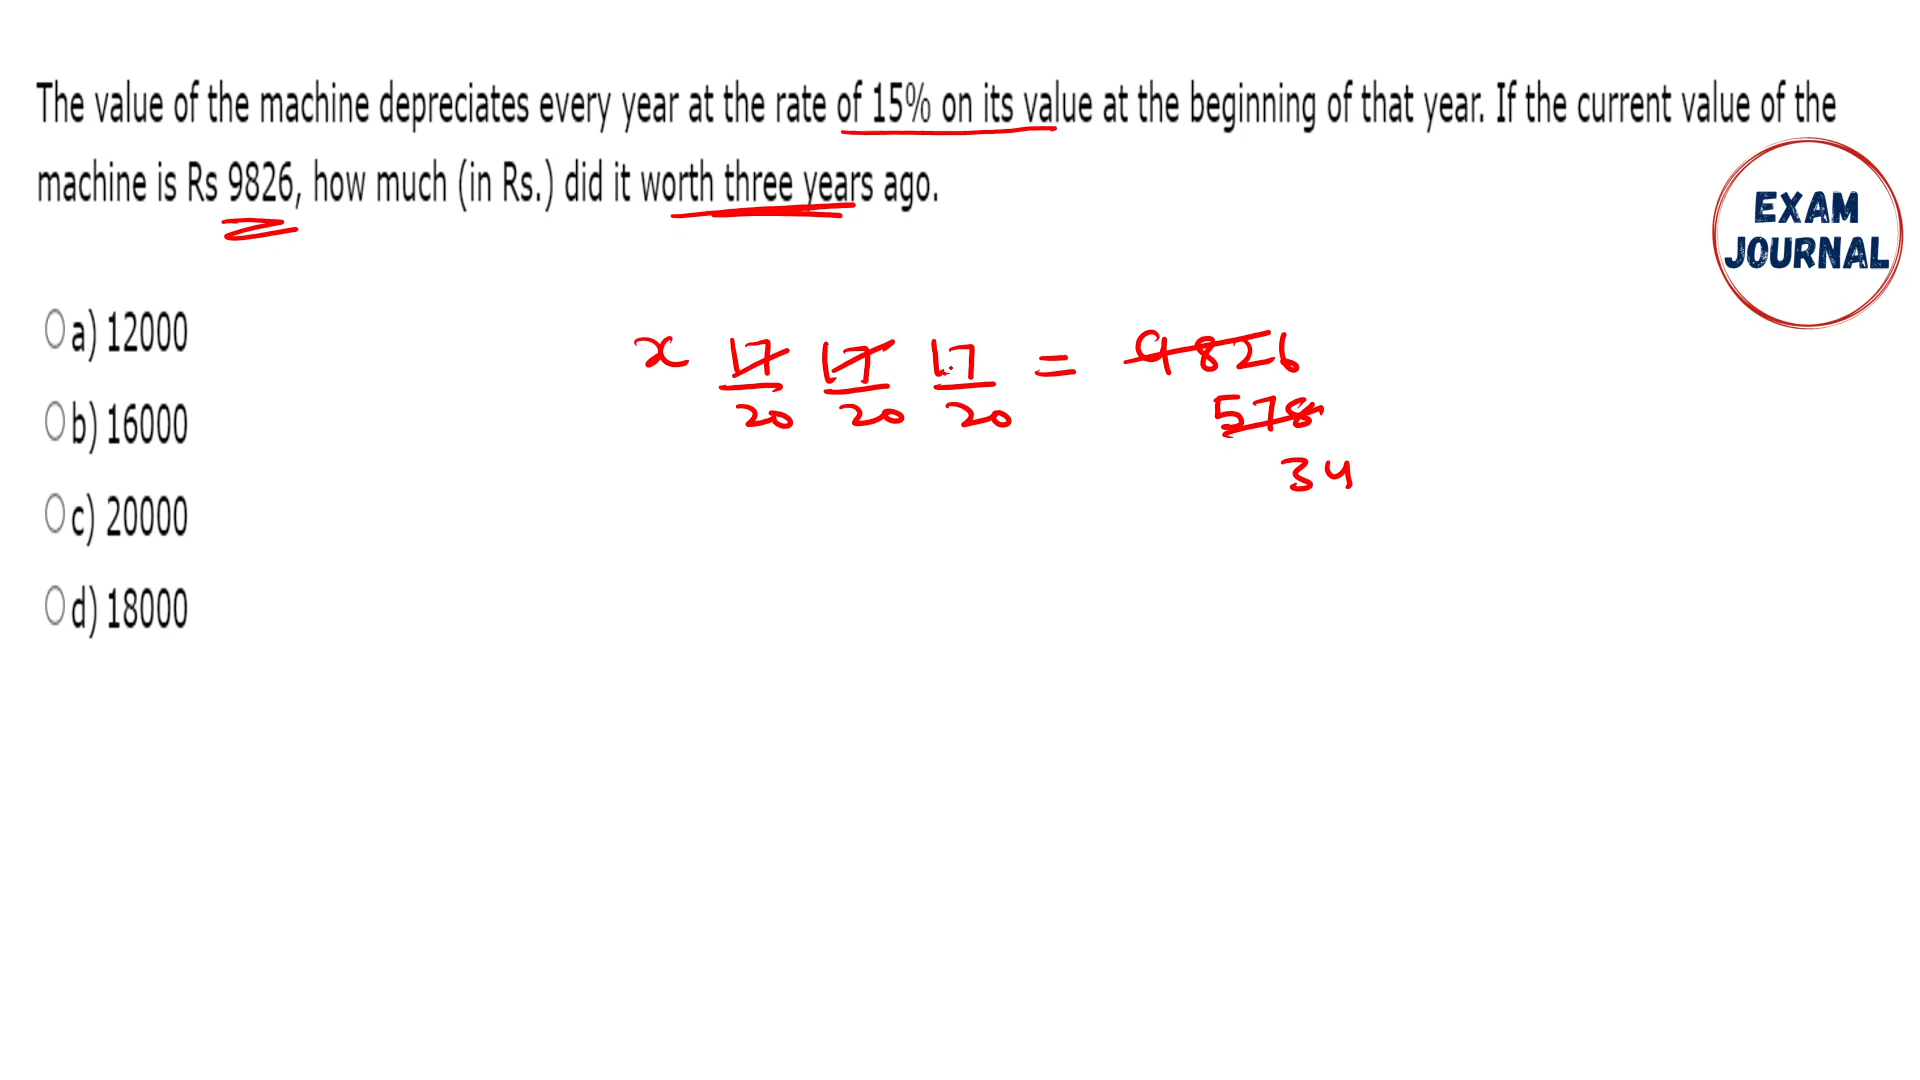 The value of the machine depreciates every year at the rate of 15% on its value at the beginning of that year. If the current value of the
machine is Rs 9826, how much (in Rs.) did it worth three years ago.
EXAM
JOURNAL
a) 12000
b) 16000
c) 20000
d) 18000
x 17/20 17/20 17/20 = 9826
578
34